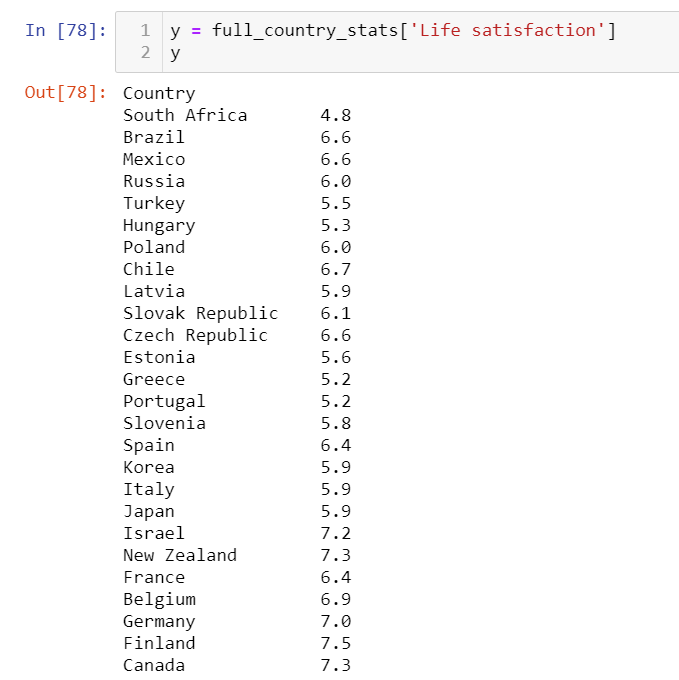 In [78]: 1 y = full_country_stats['Life satisfaction']
2 y
Out[78]: Country
South Africa 4.8
Brazil 6.6
Mexico 6.6
Russia 6.0
Turkey 5.5
Hungary 5.3
Poland 6.0
Chile 6.7
Latvia 5.9
Slovak Republic 6.1
Czech Republic 6.6
Estonia 5.6
Greece 5.2
Portugal 5.2
Slovenia 5.8
Spain 6.4
Korea 5.9
Italy 5.9
Japan 5.9
Israel 7.2
New Zealand 7.3
France 6.4
Belgium 6.9
Germany 7.0
Finland 7.5
Canada 7.3